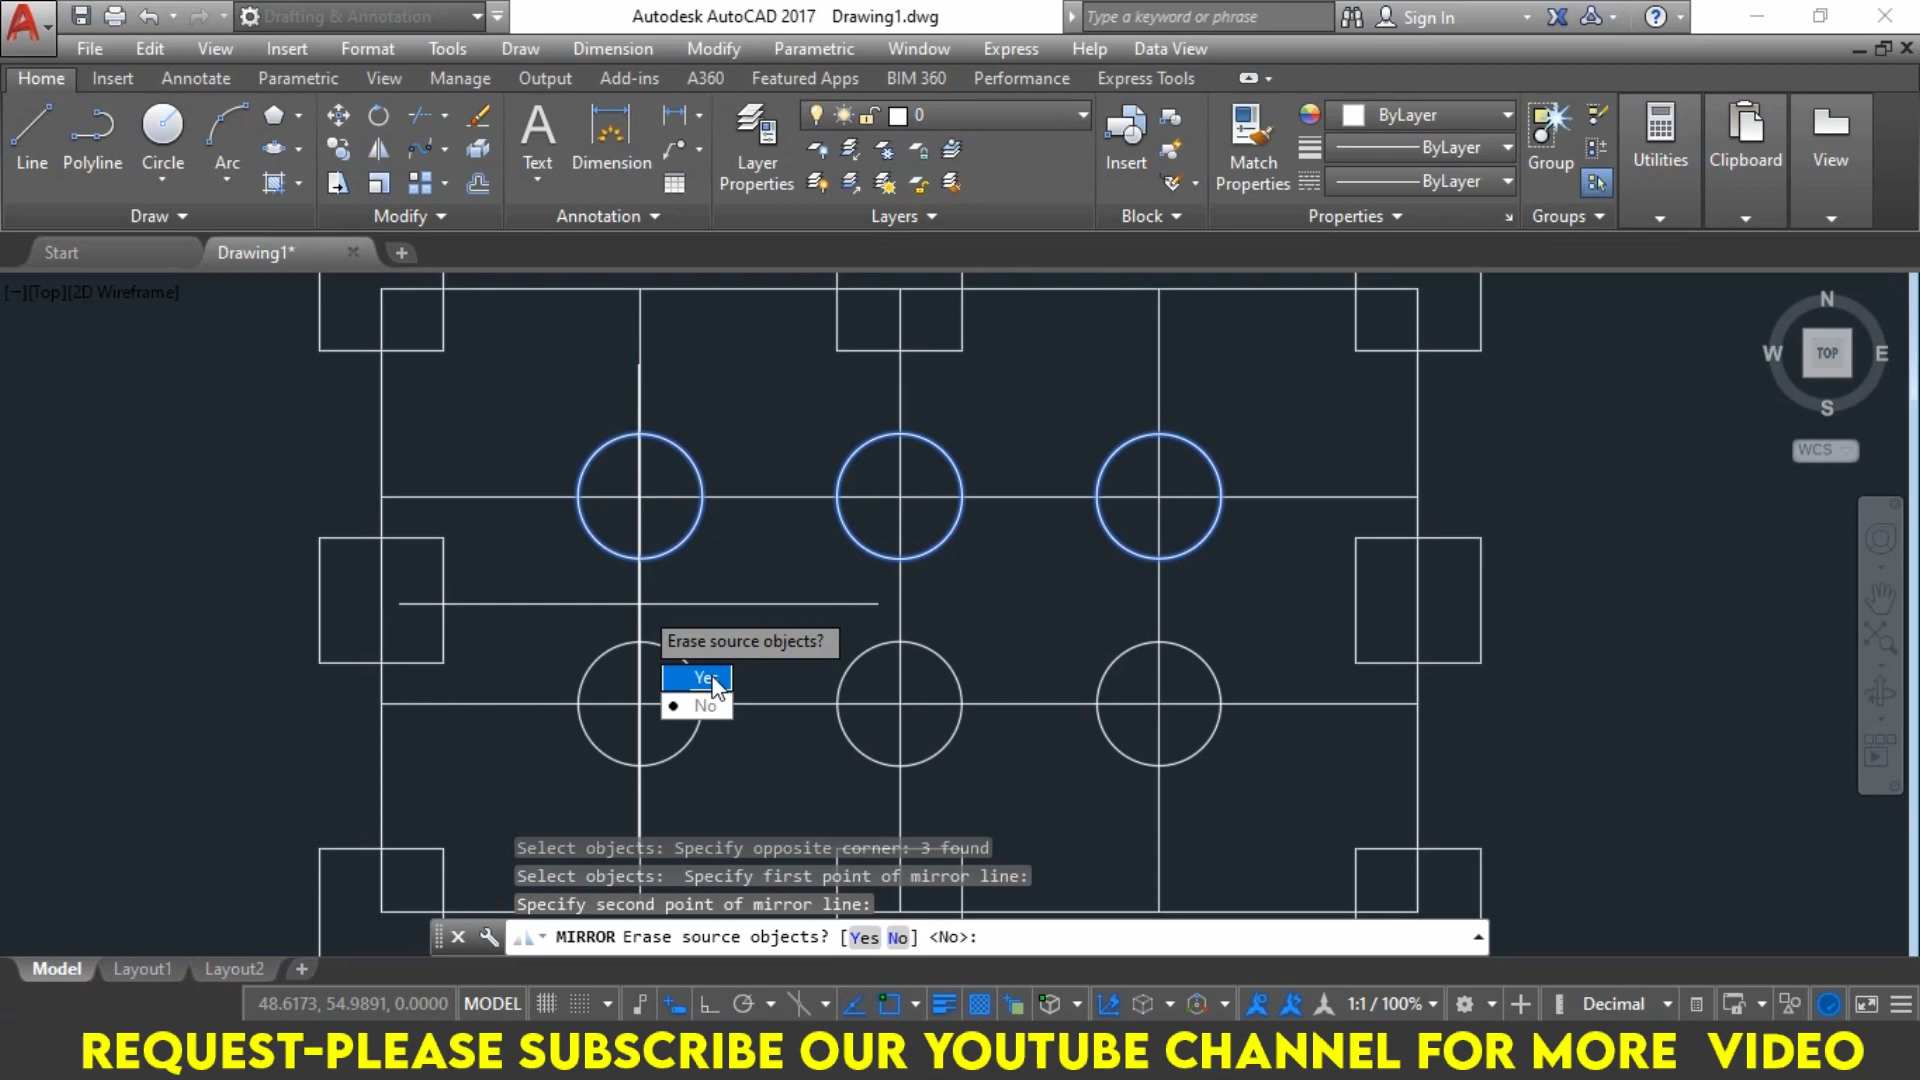 Drafting & Annotation
Autodesk AutoCAD 2017 Drawing1.dwg
Type a keyword or phrase
Sign In
File Edit View Insert Format Tools Draw Dimension Modify Parametric Window Express Help Data View
Home Insert Annotate Parametric View Manage Output Add-ins A360 Featured Apps BIM 360 Performance Express Tools
0
ByLayer
ByLayer
ByLayer
Line Polyline Circle Arc
Text Dimension
Layer Properties
Insert
Match Properties
Group
Utilities Clipboard View
Draw Modify Annotation Layers Block Properties Groups
Start Drawing1*
[−][Top][2D Wireframe]
N
W TOP E
S
WCS
Erase source objects?
Yes
No
Select objects: Specify opposite corner: 3 found
Select objects: Specify first point of mirror line:
Specify second point of mirror line:
MIRROR Erase source objects? [Yes No] <No>:
Model Layout1 Layout2
48.6173, 54.9891, 0.0000 MODEL 1:1 / 100% Decimal
REQUEST-PLEASE SUBSCRIBE OUR YOUTUBE CHANNEL FOR MORE VIDEO